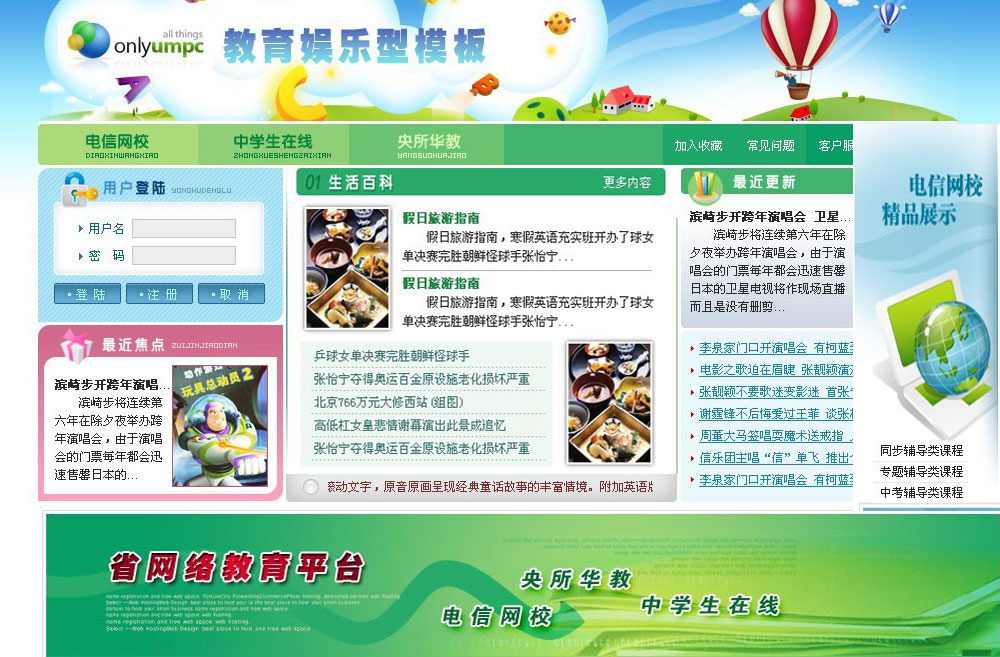 all things
onlyumpc
教育娱乐型模板
电信网校
DIANXINWANGXIAO
中学生在线
ZHONGXUESHENGZAIXIAN
央所华教
YANGSUOHUAJIAO
加入收藏
常见问题
客户服
用户登陆 YONGHUDENGLU
用户名
密 码
·登 陆
·注 册
·取 消
最近焦点 ZUIJINJIAODIAN
滨崎步开跨年演唱...
滨崎步将连续第
六年在除夕夜举办跨
年演唱会，由于演唱
会的门票每年都会迅
速售罄日本的...
玩具总动员2
01 生活百科
更多内容
假日旅游指南
假日旅游指南，寒假英语充实班开办了球女
单决赛完胜朝鲜怪球手张怡宁...
假日旅游指南
假日旅游指南，寒假英语充实班开办了球女
单决赛完胜朝鲜怪球手张怡宁...
乒球女单决赛完胜朝鲜怪球手
张怡宁夺得奥运百金原设施老化损坏严重
北京766万元大修西站 (组图)
高低杠女皇悲情谢幕演出此景成追忆
张怡宁夺得奥运百金原设施老化损坏严重
滚动文字，原音原画呈现经典童话故事的丰富情境。附加英语版
最近更新
滨崎步开跨年演唱会 卫星...
滨崎步将连续第六年在除
夕夜举办跨年演唱会，由于演
唱会的门票每年都会迅速售罄
日本的卫星电视将作现场直播
而且是没有删剪...
李泉家门口开演唱会 有柯蓝
电影之歌迫在眉睫 张靓颖演
张靓颖不要歌迷变影迷 首张
谢霆锋不后悔爱过王菲 谈张
周董大马签唱耍魔术送戒指
信乐团主唱“信”单飞 推出
李泉家门口开演唱会 有柯蓝
电信网校
精品展示
同步辅导类课程
专题辅导类课程
中考辅导类课程
省网络教育平台
央所华教
电信网校
中学生在线